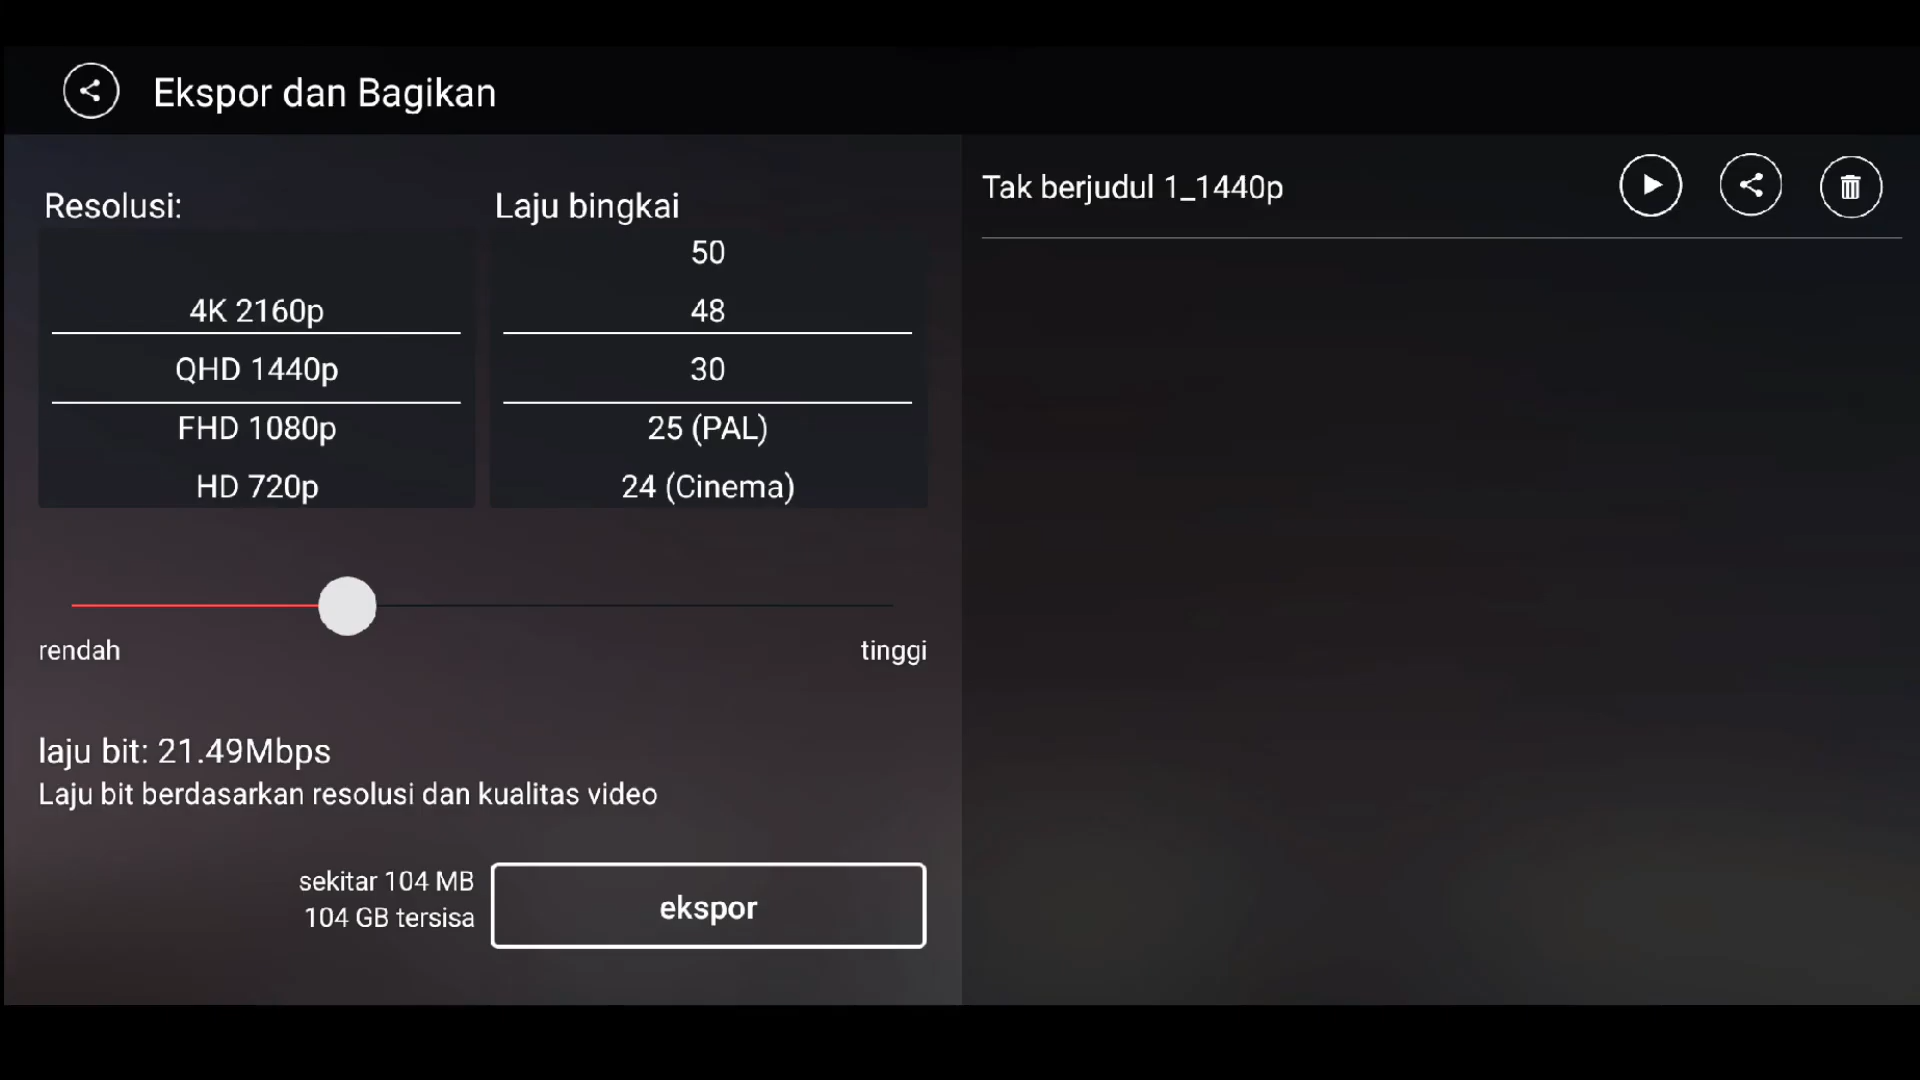 Ekspor dan Bagikan
Resolusi:
4K 2160p
QHD 1440p
FHD 1080p
HD 720p
Laju bingkai
50
48
30
25 (PAL)
24 (Cinema)
rendah
tinggi
laju bit: 21.49Mbps
Laju bit berdasarkan resolusi dan kualitas video
sekitar 104 MB
104 GB tersisa
ekspor
Tak berjudul 1_1440p